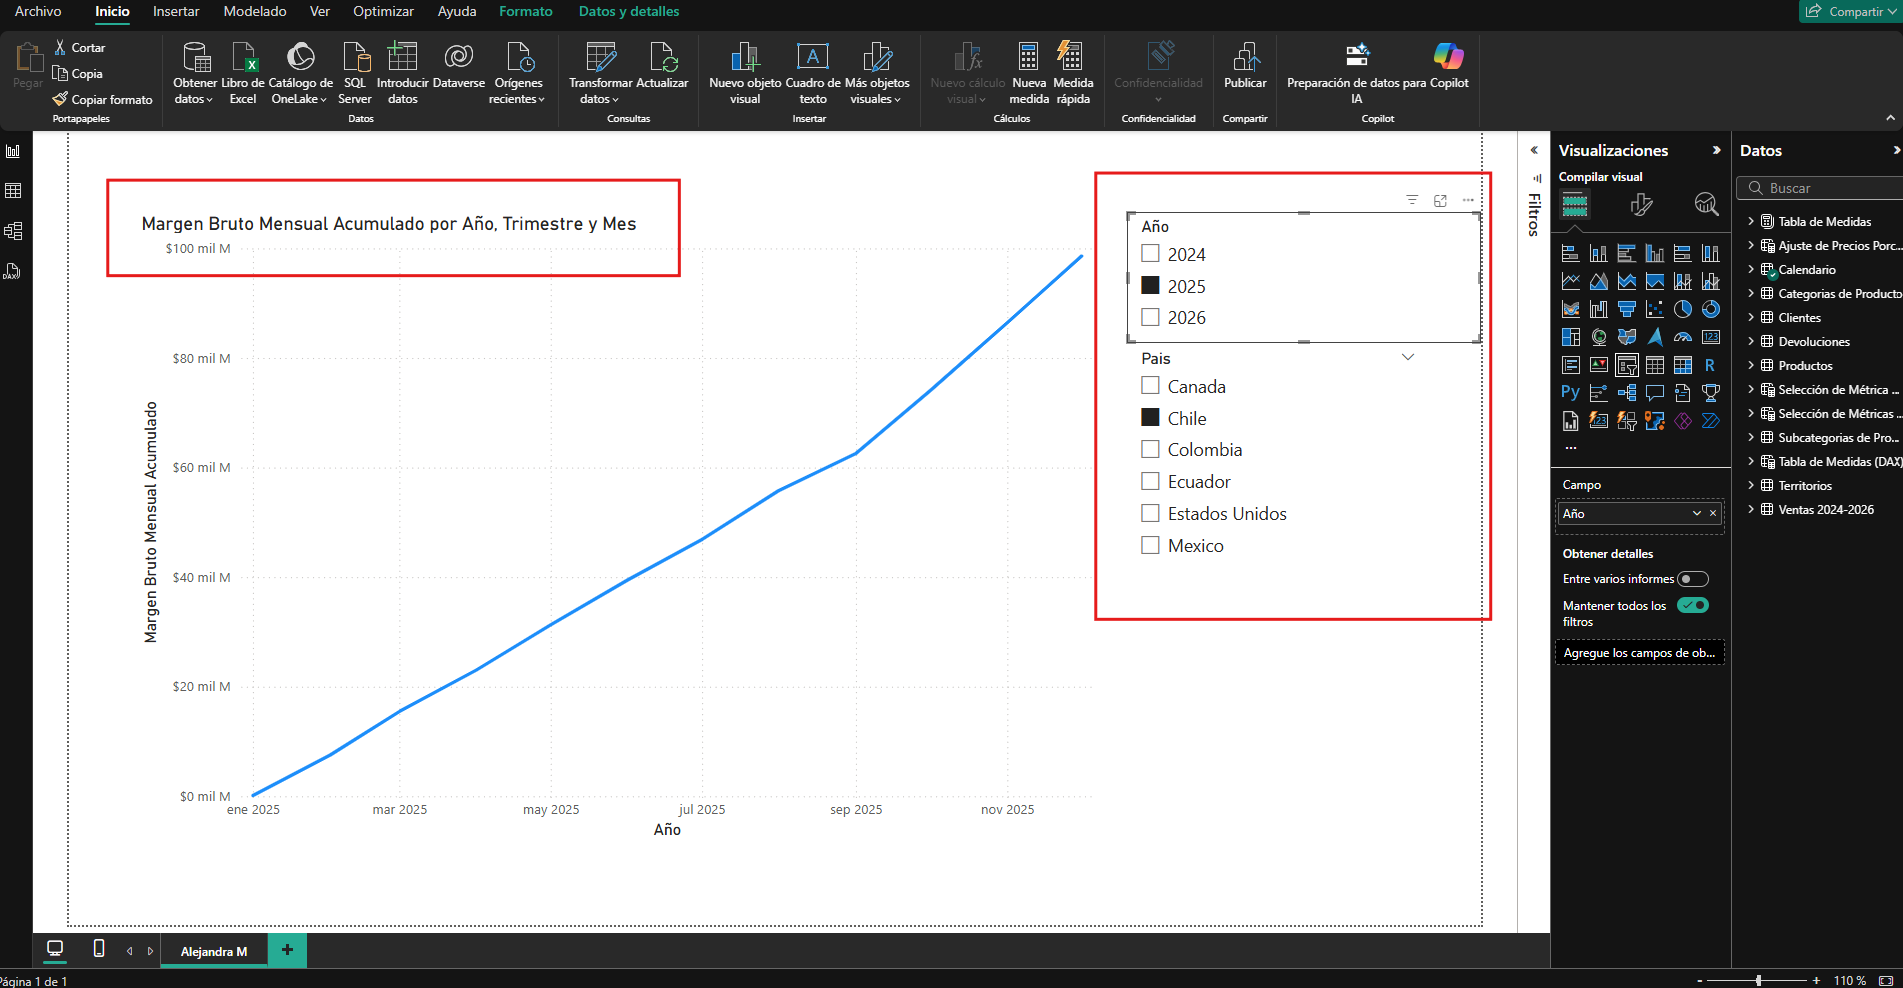 Archivo
Inicio
Insertar
Modelado
Ver
Optimizar
Ayuda
Formato
Datos y detalles
Compartir
Pegar
Cortar
Copia
Copiar formato
Portapapeles
Obtener datos
Libro de Excel
Catálogo de OneLake
SQL Server
Introducir datos
Dataverse
Orígenes recientes
Datos
Transformar datos
Actualizar
Consultas
Nuevo objeto visual
Cuadro de texto
Más objetos visuales
Insertar
Nuevo cálculo visual
Nueva medida
Medida rápida
Cálculos
Confidencialidad
Confidencialidad
Publicar
Compartir
Preparación de datos para IA
Copilot
Copilot
Margen Bruto Mensual Acumulado por Año, Trimestre y Mes
$100 mil M
$80 mil M
$60 mil M
$40 mil M
$20 mil M
$0 mil M
Margen Bruto Mensual Acumulado
ene 2025
mar 2025
may 2025
jul 2025
sep 2025
nov 2025
Año
Año
2024
2025
2026
Pais
Canada
Chile
Colombia
Ecuador
Estados Unidos
Mexico
Filtros
Visualizaciones
Compilar visual
123
R
Py
123
...
Campo
Año
Obtener detalles
Entre varios informes
Mantener todos los
filtros
Agregue los campos de ob...
Datos
Buscar
Tabla de Medidas
Ajuste de Precios Porc...
Calendario
Categorias de Producto
Clientes
Devoluciones
Productos
Selección de Métrica ...
Selección de Métricas ...
Subcategorias de Pro...
Tabla de Medidas (DAX)
Territorios
Ventas 2024-2026
DAX
Alejandra M
+
Página 1 de 1
- + 110 %